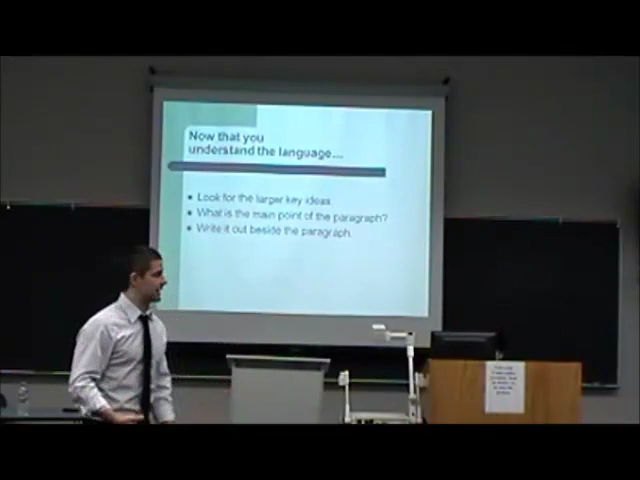 Now that you
understand the language...
Look for the larger key ideas.
What is the main point of the paragraph?
Write it out beside the paragraph.